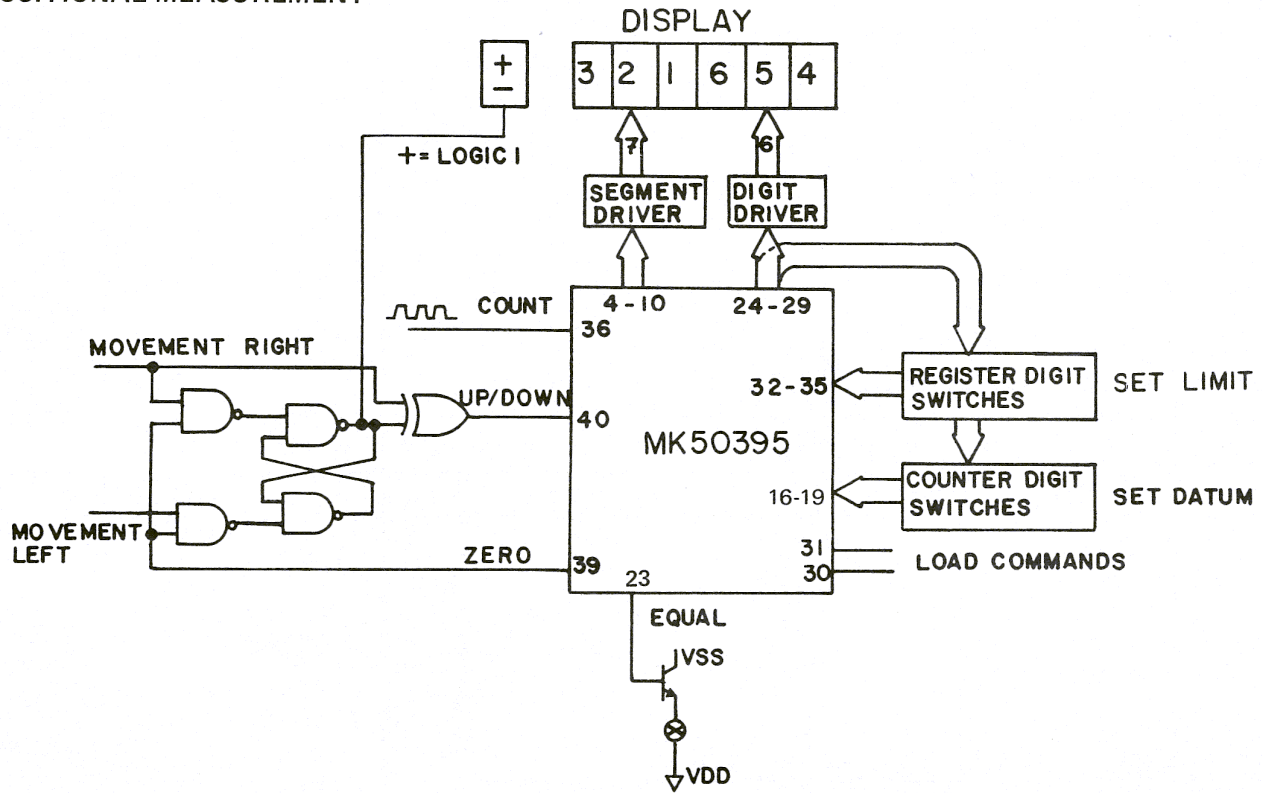 DISPLAY
+
−
3 2 1 6 5 4
+= LOGIC 1
7
6
SEGMENT
DRIVER
DIGIT
DRIVER
COUNT
4-10
24-29
36
MOVEMENT RIGHT
UP/DOWN
40
32-35
REGISTER DIGIT
SWITCHES
SET LIMIT
MK50395
16-19
COUNTER DIGIT
SWITCHES
SET DATUM
MOVEMENT
LEFT
ZERO
39
23
31
30
LOAD COMMANDS
EQUAL
VSS
VDD